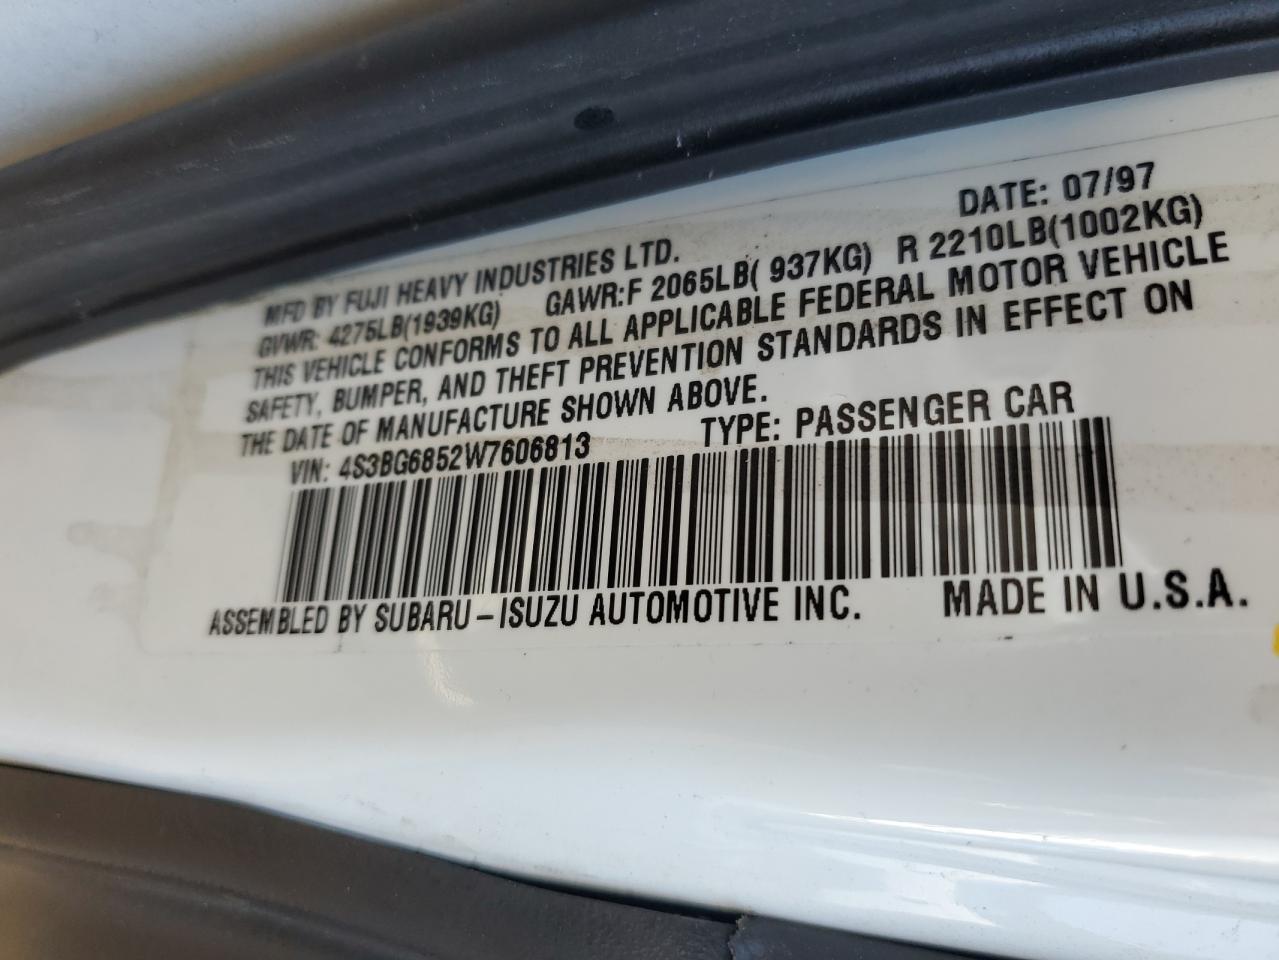 DATE: 07/97
MFD BY FUJI HEAVY INDUSTRIES LTD.
GVWR: 4275LB(1939KG) GAWR:F 2065LB( 937KG) R 2210LB(1002KG)
THIS VEHICLE CONFORMS TO ALL APPLICABLE FEDERAL MOTOR VEHICLE
SAFETY, BUMPER, AND THEFT PREVENTION STANDARDS IN EFFECT ON
THE DATE OF MANUFACTURE SHOWN ABOVE.
VIN: 4S3BG6852W7606813 TYPE: PASSENGER CAR
ASSEMBLED BY SUBARU-ISUZU AUTOMOTIVE INC. MADE IN U.S.A.